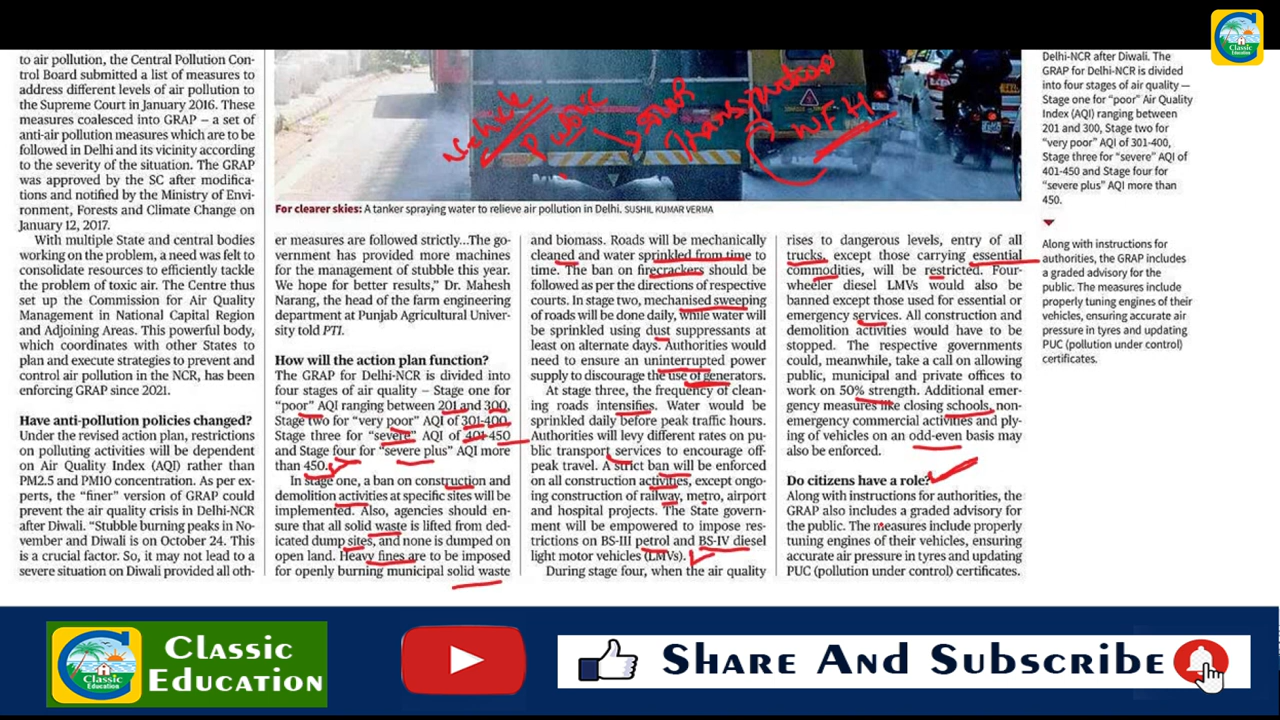 Classic
Education
to air pollution, the Central Pollution Con-
trol Board submitted a list of measures to
address different levels of air pollution to
the Supreme Court in January 2016. These
measures coalesced into GRAP – a set of
anti-air pollution measures which are to be
followed in Delhi and its vicinity according
to the severity of the situation. The GRAP
was approved by the SC after modifica-
tions and notified by the Ministry of Envi-
ronment, Forests and Climate Change on
January 12, 2017.
With multiple State and central bodies
working on the problem, a need was felt to
consolidate resources to efficiently tackle
the problem of toxic air. The Centre thus
set up the Commission for Air Quality
Management in National Capital Region
and Adjoining Areas. This powerful body,
which coordinates with other States to
plan and execute strategies to prevent and
control air pollution in the NCR, has been
enforcing GRAP since 2021.
Have anti-pollution policies changed?
Under the revised action plan, restrictions
on polluting activities will be dependent
on Air Quality Index (AQI) rather than
PM2.5 and PM10 concentration. As per ex-
perts, the “finer” version of GRAP could
prevent the air quality crisis in Delhi-NCR
after Diwali. “Stubble burning peaks in No-
vember and Diwali is on October 24. This
is a crucial factor. So, it may not lead to a
severe situation on Diwali provided all oth-
Vehicle
Public
Transportation
WFH
For clearer skies: A tanker spraying water to relieve air pollution in Delhi. SUSHIL KUMAR VERMA
er measures are followed strictly...The go-
vernment has provided more machines
for the management of stubble this year.
We hope for better results,” Dr. Mahesh
Narang, the head of the farm engineering
department at Punjab Agricultural Univer-
sity told PTI.
How will the action plan function?
The GRAP for Delhi-NCR is divided into
four stages of air quality – Stage one for
“poor” AQI ranging between 201 and 300,
Stage two for “very poor” AQI of 301-400,
Stage three for “severe” AQI of 401-450
and Stage four for “severe plus” AQI more
than 450.
In stage one, a ban on construction and
demolition activities at specific sites will be
implemented. Also, agencies should en-
sure that all solid waste is lifted from ded-
icated dump sites, and none is dumped on
open land. Heavy fines are to be imposed
for openly burning municipal solid waste
and biomass. Roads will be mechanically
cleaned and water sprinkled from time to
time. The ban on firecrackers should be
followed as per the directions of respective
courts. In stage two, mechanised sweeping
of roads will be done daily, while water will
be sprinkled using dust suppressants at
least on alternate days. Authorities would
need to ensure an uninterrupted power
supply to discourage the use of generators.
At stage three, the frequency of clean-
ing roads intensifies. Water would be
sprinkled daily before peak traffic hours.
Authorities will levy different rates on pu-
blic transport services to encourage off-
peak travel. A strict ban will be enforced
on all construction activities, except ongo-
ing construction of railway, metro, airport
and hospital projects. The State govern-
ment will be empowered to impose res-
trictions on BS-III petrol and BS-IV diesel
light motor vehicles (LMVs).
During stage four, when the air quality
rises to dangerous levels, entry of all
trucks, except those carrying essential
commodities, will be restricted. Four-
wheeler diesel LMVs would also be
banned except those used for essential or
emergency services. All construction and
demolition activities would have to be
stopped. The respective governments
could, meanwhile, take a call on allowing
public, municipal and private offices to
work on 50% strength. Additional emer-
gency measures like closing schools, non-
emergency commercial activities and ply-
ing of vehicles on an odd-even basis may
also be enforced.
Do citizens have a role?
Along with instructions for authorities, the
GRAP also includes a graded advisory for
the public. The measures include properly
tuning engines of their vehicles, ensuring
accurate air pressure in tyres and updating
PUC (pollution under control) certificates.
Delhi-NCR after Diwali. The
GRAP for Delhi-NCR is divided
into four stages of air quality —
Stage one for “poor” Air Quality
Index (AQI) ranging between
201 and 300, Stage two for
“very poor” AQI of 301-400,
Stage three for “severe” AQI of
401-450 and Stage four for
“severe plus” AQI more than
450.
Along with instructions for
authorities, the GRAP includes
a graded advisory for the
public. The measures include
properly tuning engines of their
vehicles, ensuring accurate air
pressure in tyres and updating
PUC (pollution under control)
certificates.
Classic
Education
Classic
Education
Share And Subscribe